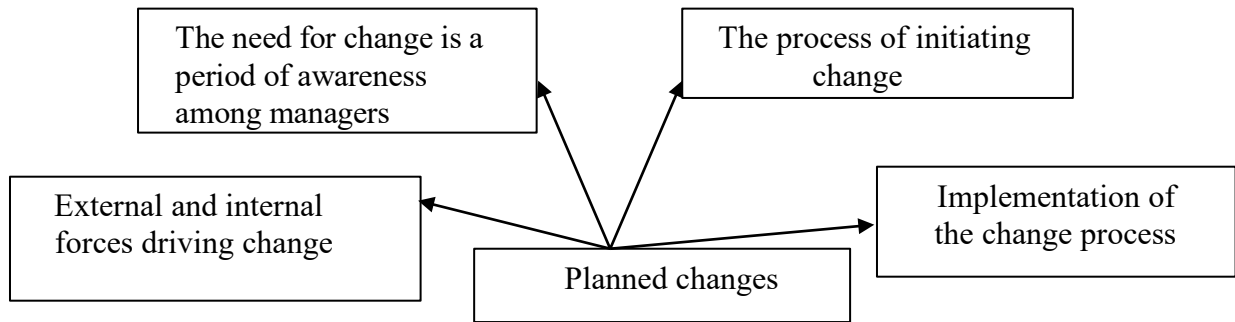 The need for change is a
period of awareness
among managers
The process of initiating
change
External and internal
forces driving change
Implementation of
the change process
Planned changes